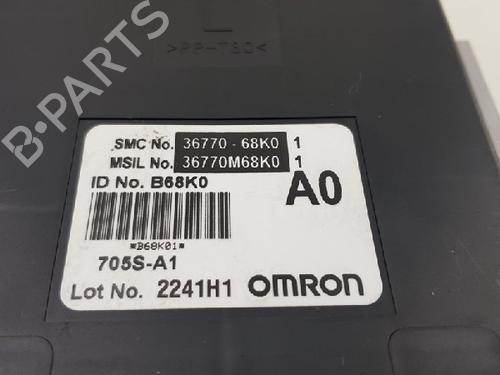 >PP-T30<
SMC No. 36770-68K0 1
MSIL No. 36770M68K0 1
ID No. B68K0
A0
*B68K01*
705S-A1
Lot No. 2241H1 OMRON